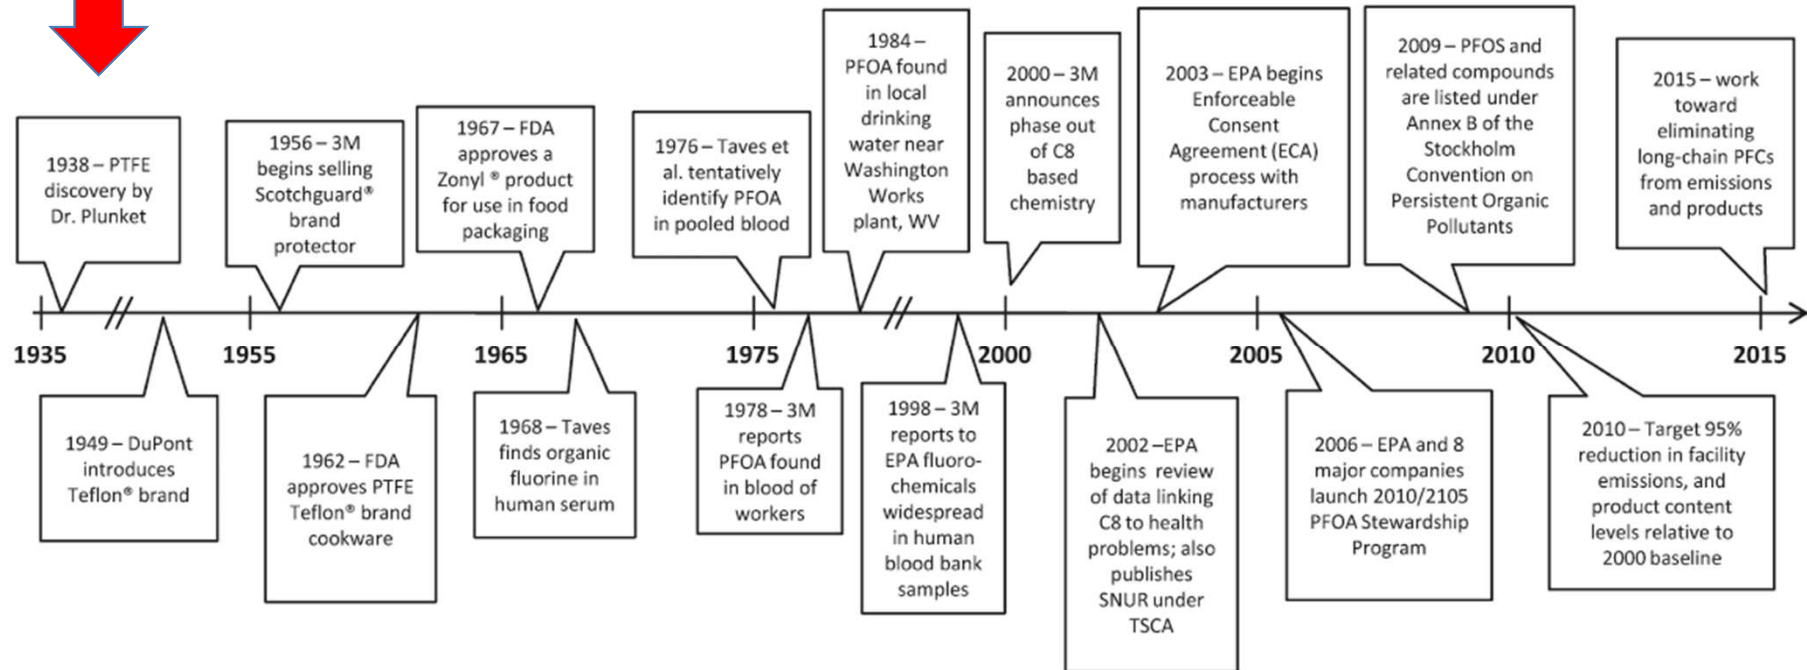 1938 – PTFE
discovery by
Dr. Plunket
1956 – 3M
begins selling
Scotchguard®
brand
protector
1967 – FDA
approves a
Zonyl ® product
for use in food
packaging
1976 – Taves et
al. tentatively
identify PFOA
in pooled blood
1984 –
PFOA found
in local
drinking
water near
Washington
Works
plant, WV
2000 – 3M
announces
phase out
of C8
based
chemistry
2003 – EPA begins
Enforceable
Consent
Agreement (ECA)
process with
manufacturers
2009 – PFOS and
related compounds
are listed under
Annex B of the
Stockholm
Convention on
Persistent Organic
Pollutants
2015 – work
toward
eliminating
long-chain PFCs
from emissions
and products
1935
1955
1965
1975
2000
2005
2010
2015
1949 – DuPont
introduces
Teflon® brand
1962 – FDA
approves PTFE
Teflon® brand
cookware
1968 – Taves
finds organic
fluorine in
human serum
1978 – 3M
reports
PFOA found
in blood of
workers
1998 – 3M
reports to
EPA fluoro-
chemicals
widespread
in human
blood bank
samples
2002 –EPA
begins review
of data linking
C8 to health
problems; also
publishes
SNUR under
TSCA
2006 – EPA and 8
major companies
launch 2010/2105
PFOA Stewardship
Program
2010 – Target 95%
reduction in facility
emissions, and
product content
levels relative to
2000 baseline